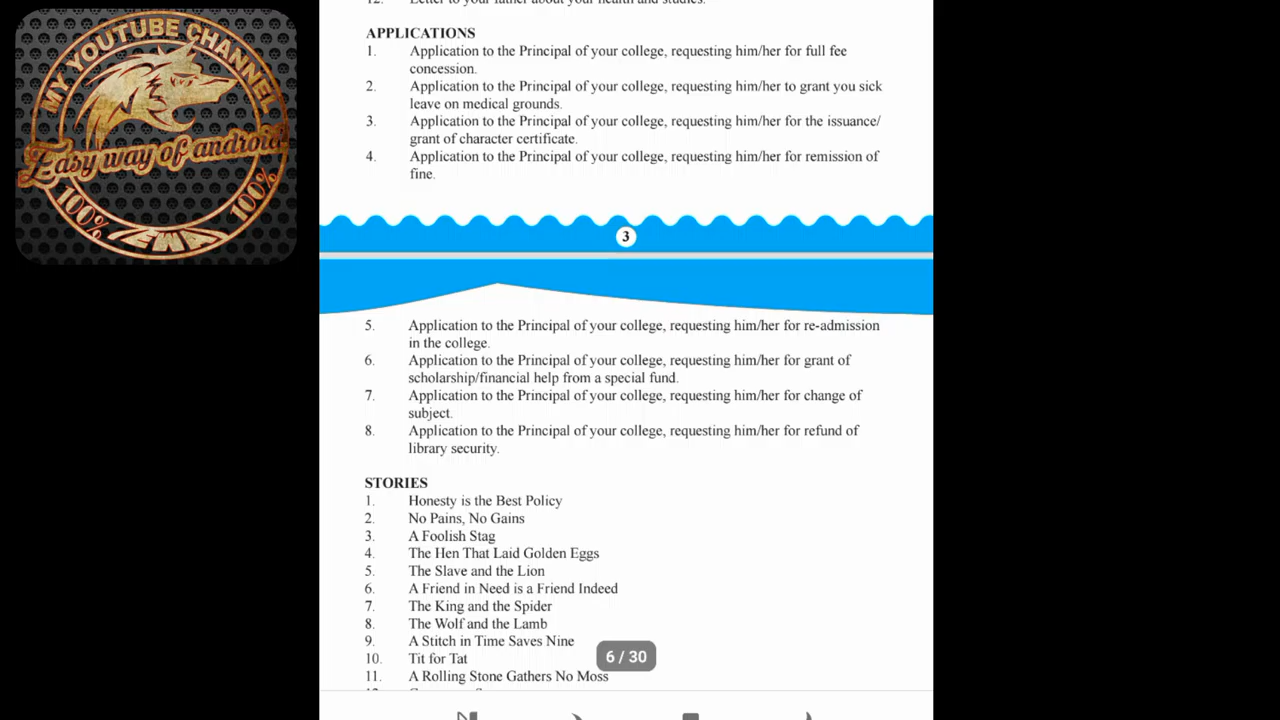 MY YOUTUBE CHANNEL
Easy way of android
100% EWA 100%
12. Letter to your father about your health and studies.
APPLICATIONS
1. Application to the Principal of your college, requesting him/her for full fee
concession.
2. Application to the Principal of your college, requesting him/her to grant you sick
leave on medical grounds.
3. Application to the Principal of your college, requesting him/her for the issuance/
grant of character certificate.
4. Application to the Principal of your college, requesting him/her for remission of
fine.
3
5. Application to the Principal of your college, requesting him/her for re-admission
in the college.
6. Application to the Principal of your college, requesting him/her for grant of
scholarship/financial help from a special fund.
7. Application to the Principal of your college, requesting him/her for change of
subject.
8. Application to the Principal of your college, requesting him/her for refund of
library security.
STORIES
1. Honesty is the Best Policy
2. No Pains, No Gains
3. A Foolish Stag
4. The Hen That Laid Golden Eggs
5. The Slave and the Lion
6. A Friend in Need is a Friend Indeed
7. The King and the Spider
8. The Wolf and the Lamb
9. A Stitch in Time Saves Nine
10. Tit for Tat
6 / 30
11. A Rolling Stone Gathers No Moss